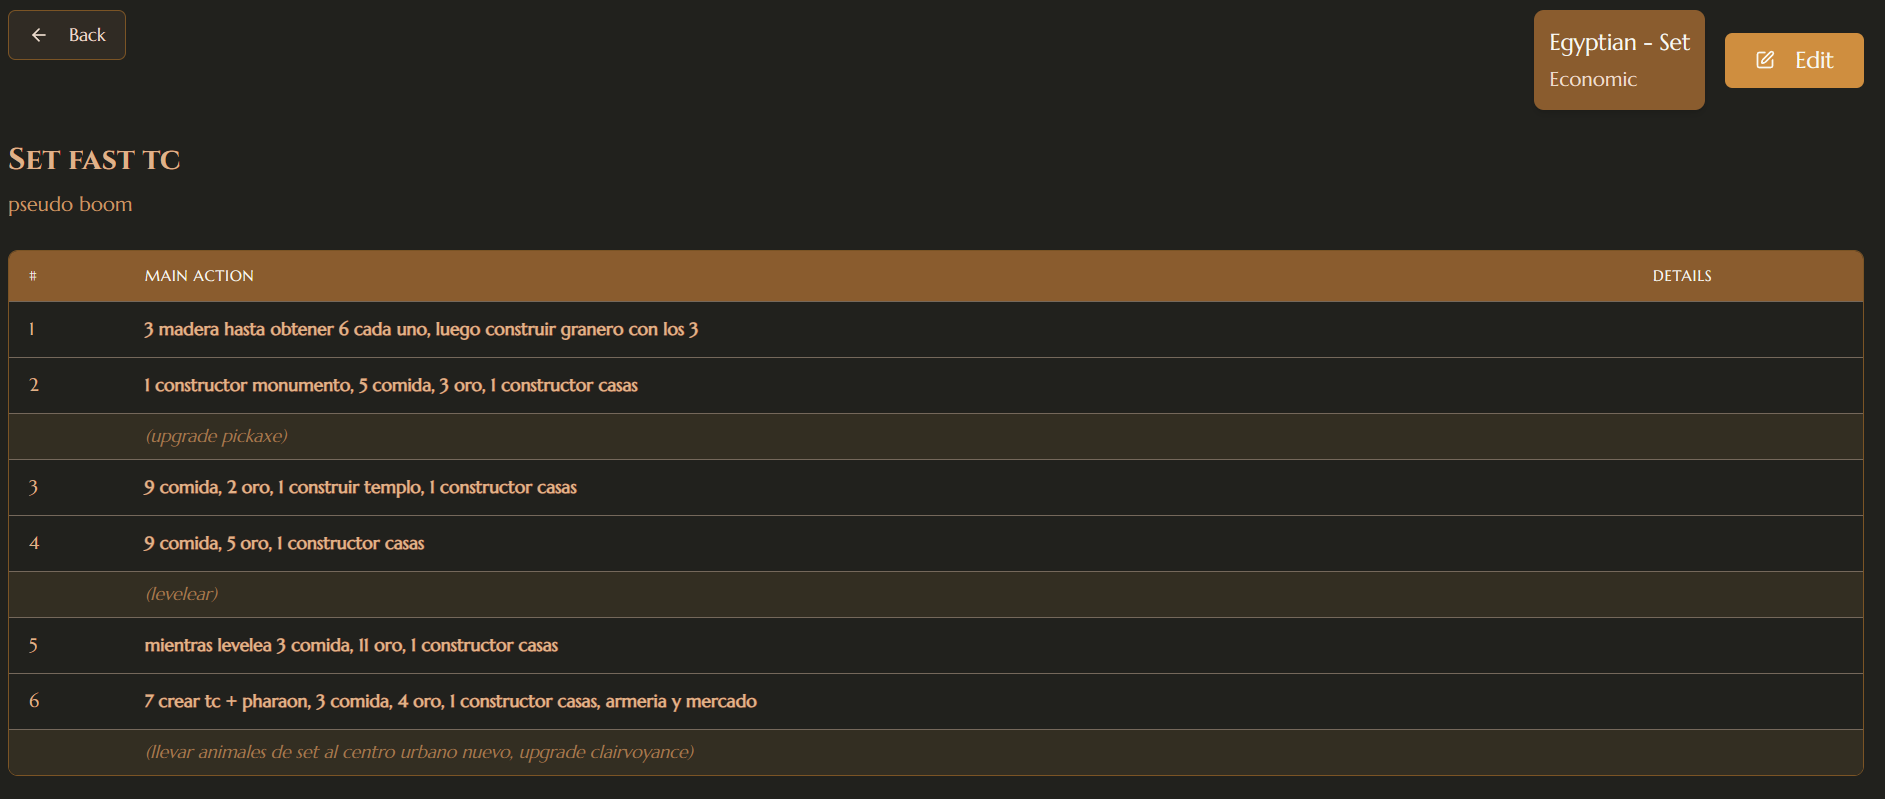 Back
Egyptian - Set
Economic
Edit
Set fast tc
pseudo boom
# MAIN ACTION DETAILS
1 3 madera hasta obtener 6 cada uno, luego construir granero con los 3
2 1 constructor monumento, 5 comida, 3 oro, 1 constructor casas
(upgrade pickaxe)
3 9 comida, 2 oro, 1 construir templo, 1 constructor casas
4 9 comida, 5 oro, 1 constructor casas
(levelear)
5 mientras levelea 3 comida, 11 oro, 1 constructor casas
6 7 crear tc + pharaon, 3 comida, 4 oro, 1 constructor casas, armeria y mercado
(llevar animales de set al centro urbano nuevo, upgrade clairvoyance)